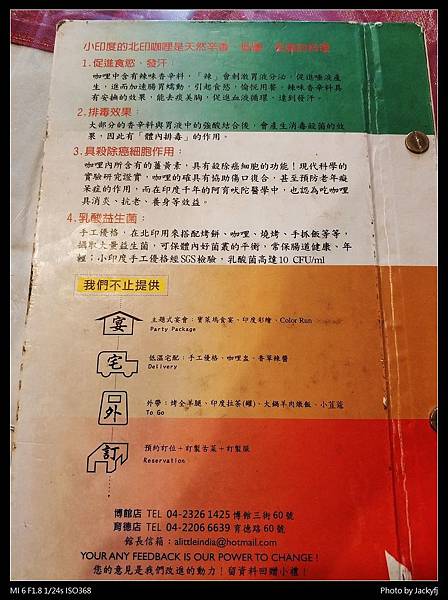 小印度的北印咖哩是天然辛香
1.促進食慾、發汗：
咖哩中含有辣味香辛料，「辣」會刺激胃液分泌，促進唾液產
生，進而加速腸胃蠕動，引起食慾，愉悅用餐。辣味香辛料具
有安撫的效果，能去痰美胸，促進血液循環，達到發汗。
2.排毒效果：
大部分的香辛料與胃液中的強酸結合後，會產生消毒殺菌的效
果，因此有「體內排毒」的作用。
3.具殺除癌細胞作用：
咖哩內所含有的薑黃素，具有殺除癌細胞的功能！現代科學的
實驗研究證實，咖哩的確具有協助傷口復合，甚至預防老年癡
呆症的作用，而在印度千年的阿育吠陀醫學中，也認為吃咖哩
具消炎、抗老、養身等效益。
4.乳酸益生菌：
手工優格，在北印用來搭配烤餅、咖哩、燒烤、手抓飯等等，
攝取大量益生菌，可保體內好菌叢的平衡，常保腸道健康、年
輕；小印度手工優格經SGS檢驗，乳酸菌高達10 CFU/ml
我們不止提供
宴
主題式宴會：寶萊塢食宴、印度彩繪、Color Run
Party Package
宅
低溫宅配：手工優格、咖哩盒、香草辣醬
Delivery
外
外帶：烤全羊腿、印度拉茶(罐)、火鍋羊肉燉飯、小菠蘿
To Go
訂
預約訂位+訂製古菜+訂製服
Reservation
博館店 TEL 04-2326 1425 博館三街60號
育德店 TEL 04-2206 6639 育德路60號
館長信箱：alittleindia@hotmail.com
YOUR ANY FEEDBACK IS OUR POWER TO CHANGE !
您的意見是我們改進的動力！留資料回贈小禮！
MI 6 F1.8 1/24s ISO368
Photo by Jackyfj